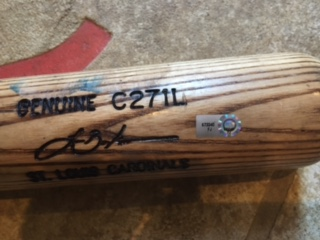 GENUINE C271L
ST. LOUIS CARDINALS